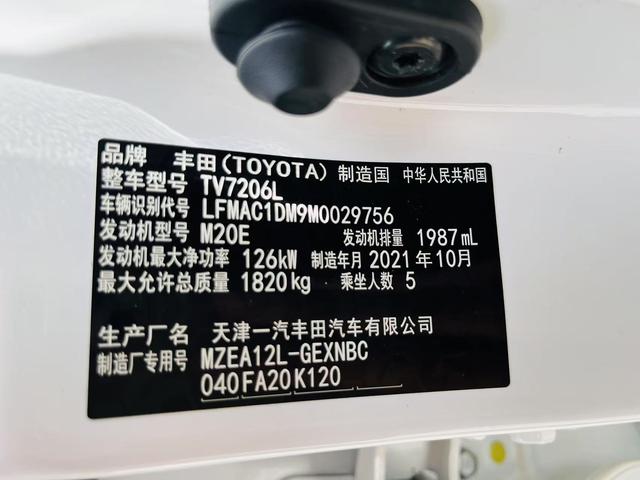 品牌 丰田(TOYOTA) 制造国 中华人民共和国
整车型号 TV7206L
车辆识别代号 LFMAC1DM9M0029756
发动机型号 M20E 发动机排量 1987 mL
发动机最大净功率 126kW 制造年月 2021年10月
最大允许总质量 1820kg 乘坐人数 5
生产厂名 天津一汽丰田汽车有限公司
制造厂专用号 MZEA12L-GEXNBC
040FA20K120